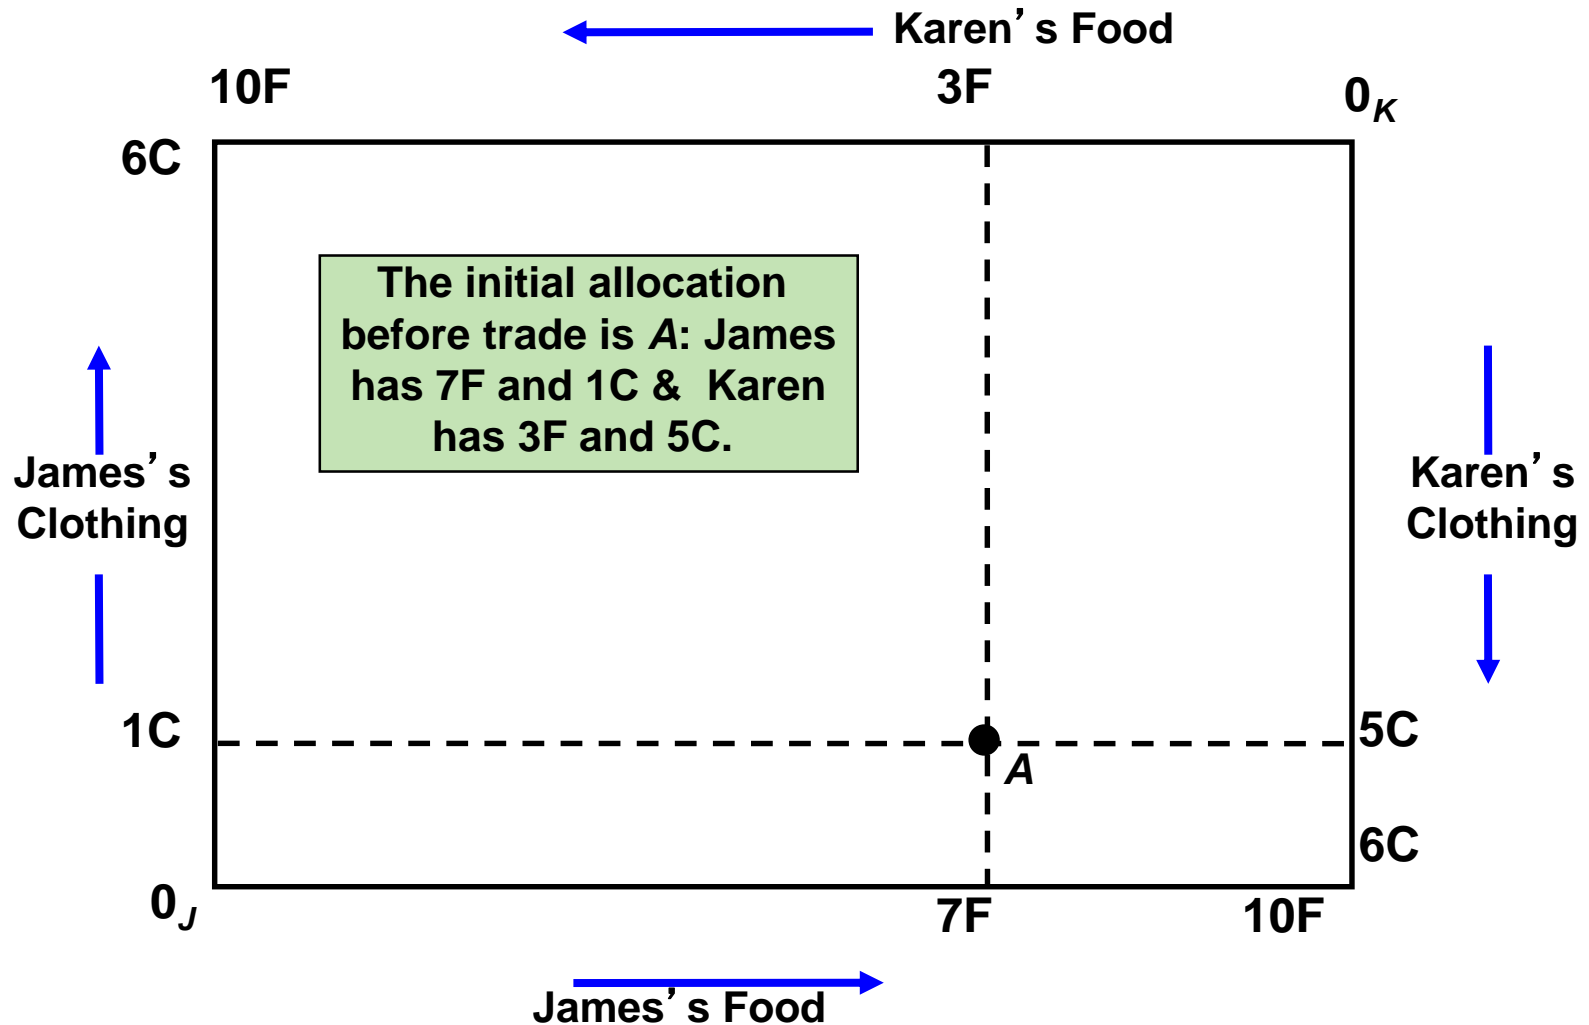 Karen’s Food
10F 3F 0K
6C
The initial allocation
before trade is A: James
has 7F and 1C & Karen
has 3F and 5C.
James’s
Clothing
Karen’s
Clothing
1C 5C
A
6C
0J 7F 10F
James’s Food